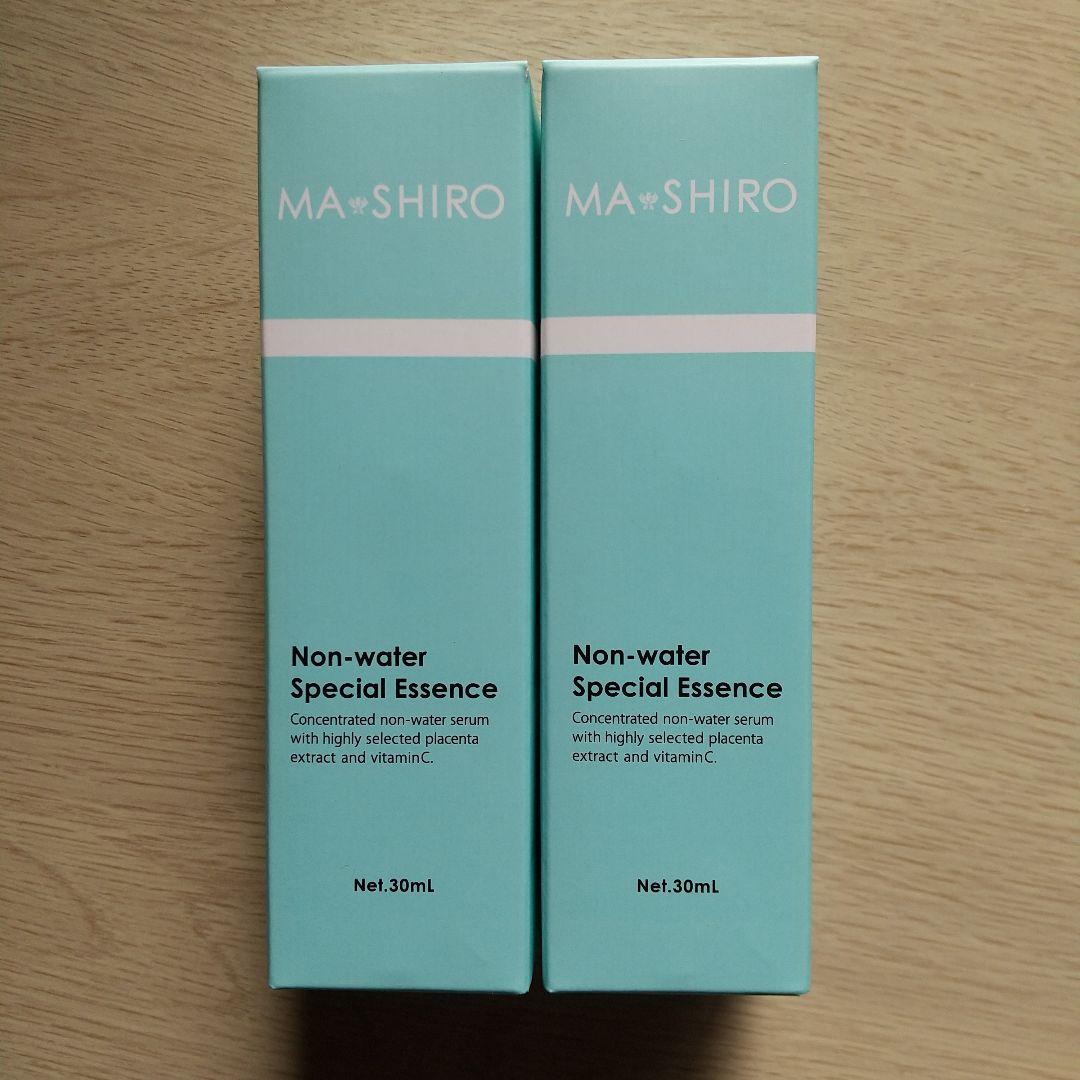 MA SHIRO
Non-water
Special Essence
Concentrated non-water serum
with highly selected placenta
extract and vitaminC.
Net.30mL
MA SHIRO
Non-water
Special Essence
Concentrated non-water serum
with highly selected placenta
extract and vitaminC.
Net.30mL